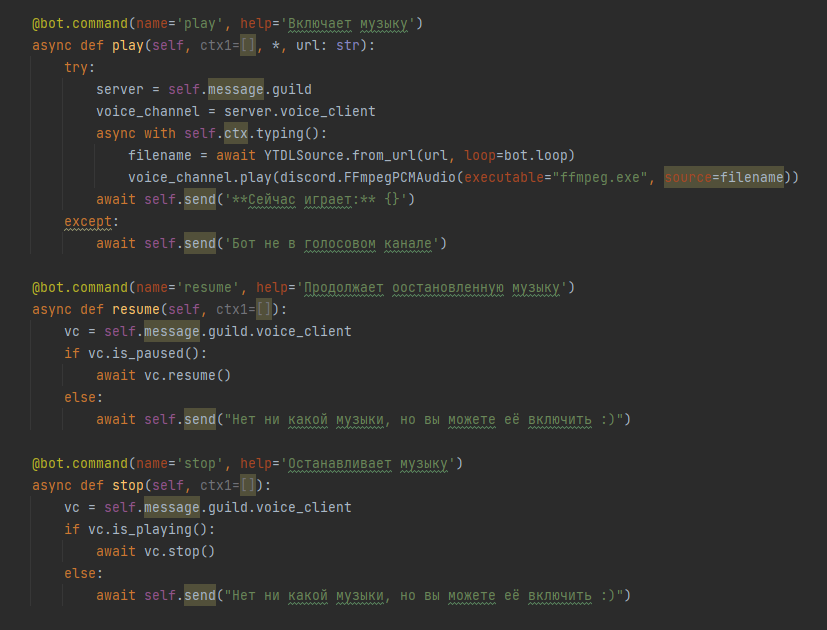 @bot.command(name='play', help='Включает музыку')
async def play(self, ctx1=[], *, url: str):
    try:
        server = self.message.guild
        voice_channel = server.voice_client
        async with self.ctx.typing():
            filename = await YTDLSource.from_url(url, loop=bot.loop)
            voice_channel.play(discord.FFmpegPCMAudio(executable="ffmpeg.exe", source=filename))
        await self.send('**Сейчас играет:** {}')
    except:
        await self.send('Бот не в голосовом канале')
@bot.command(name='resume', help='Продолжает оостановленную музыку')
async def resume(self, ctx1=[]):
    vc = self.message.guild.voice_client
    if vc.is_paused():
        await vc.resume()
    else:
        await self.send("Нет ни какой музыки, но вы можете её включить :)")
@bot.command(name='stop', help='Останавливает музыку')
async def stop(self, ctx1=[]):
    vc = self.message.guild.voice_client
    if vc.is_playing():
        await vc.stop()
    else:
        await self.send("Нет ни какой музыки, но вы можете её включить :)")